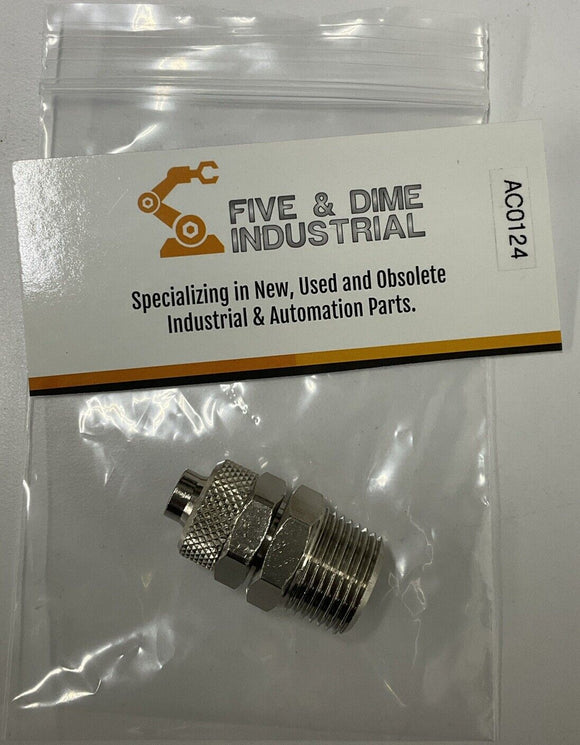 FIVE & DIME
INDUSTRIAL
AC0124
Specializing in New, Used and Obsolete
Industrial & Automation Parts.